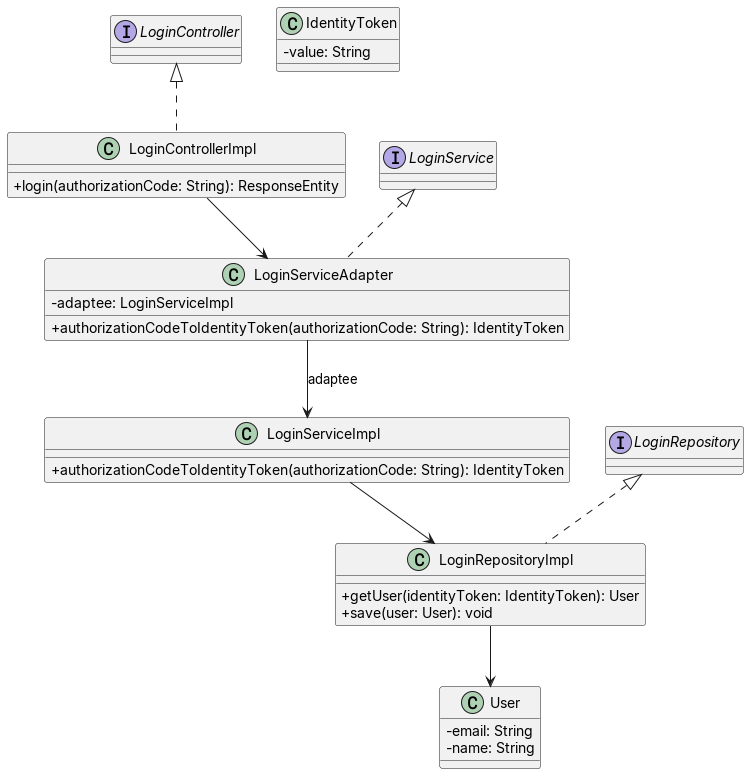 I LoginController
C IdentityToken
-value: String
C LoginControllerImpl
+login(authorizationCode: String): ResponseEntity
I LoginService
C LoginServiceAdapter
-adaptee: LoginServiceImpl
+authorizationCodeToIdentityToken(authorizationCode: String): IdentityToken
adaptee
C LoginServiceImpl
+authorizationCodeToIdentityToken(authorizationCode: String): IdentityToken
I LoginRepository
C LoginRepositoryImpl
+getUser(identityToken: IdentityToken): User
+save(user: User): void
C User
-email: String
-name: String